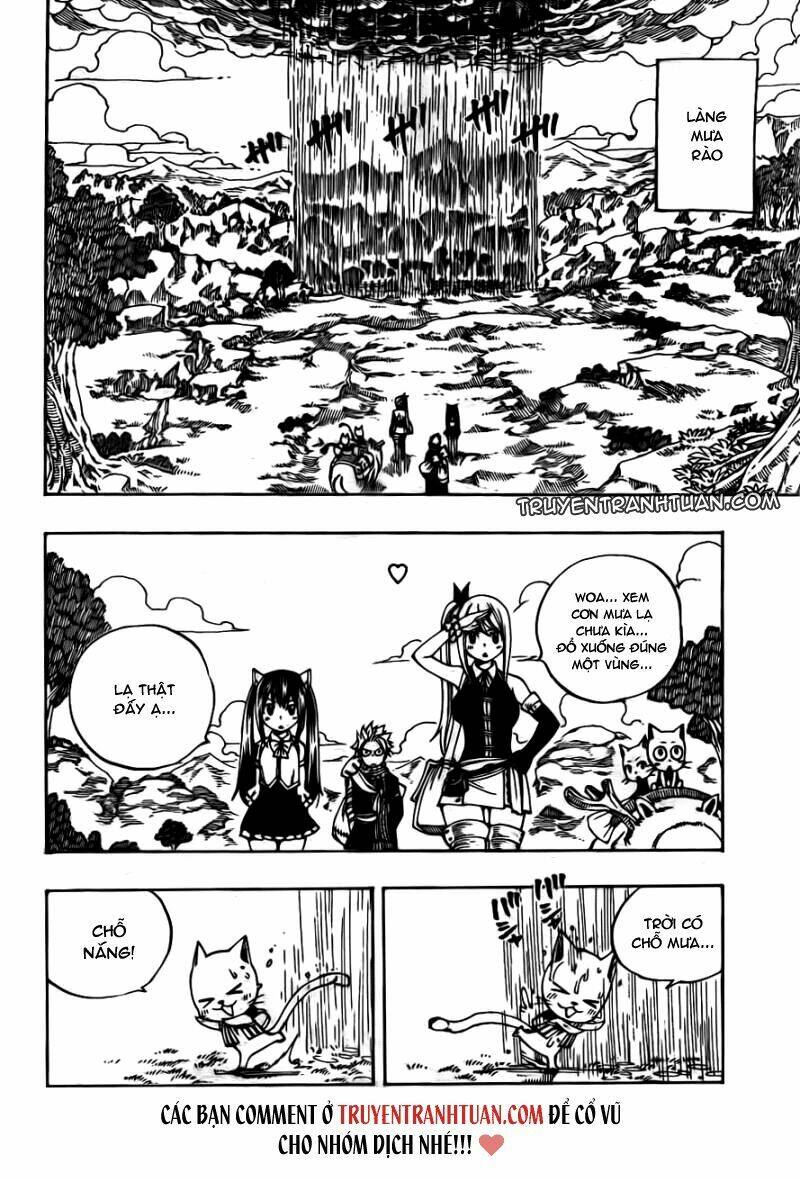 LÀNG
MƯA
RÀO
TRUYENTRANHTUAN.COM
WOA... XEM
CƠN MƯA LẠ
CHƯA KÌA...
ĐỔ XUỐNG ĐÚNG
MỘT VÙNG...
LẠ THẬT
ĐẤY Ạ...
CHỖ
NẮNG!
TRỜI CÓ
CHỖ MƯA...
CÁC BẠN COMMENT Ở TRUYENTRANHTUAN.COM ĐỂ CỔ VŨ
CHO NHÓM DỊCH NHÉ!!! ❤